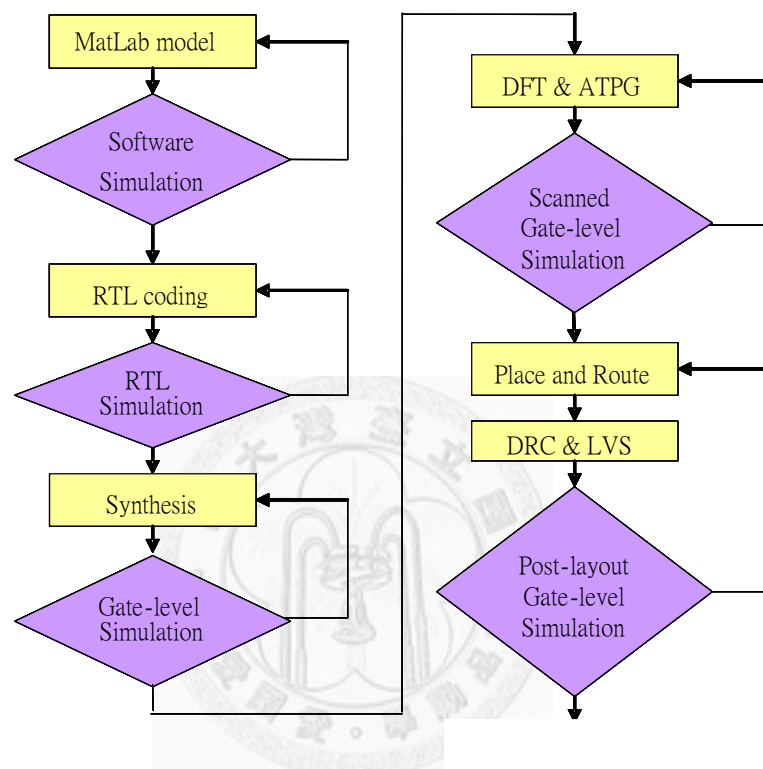 MatLab model
Software
Simulation
RTL coding
RTL
Simulation
Synthesis
Gate-level
Simulation
DFT & ATPG
Scanned
Gate-level
Simulation
Place and Route
DRC & LVS
Post-layout
Gate-level
Simulation